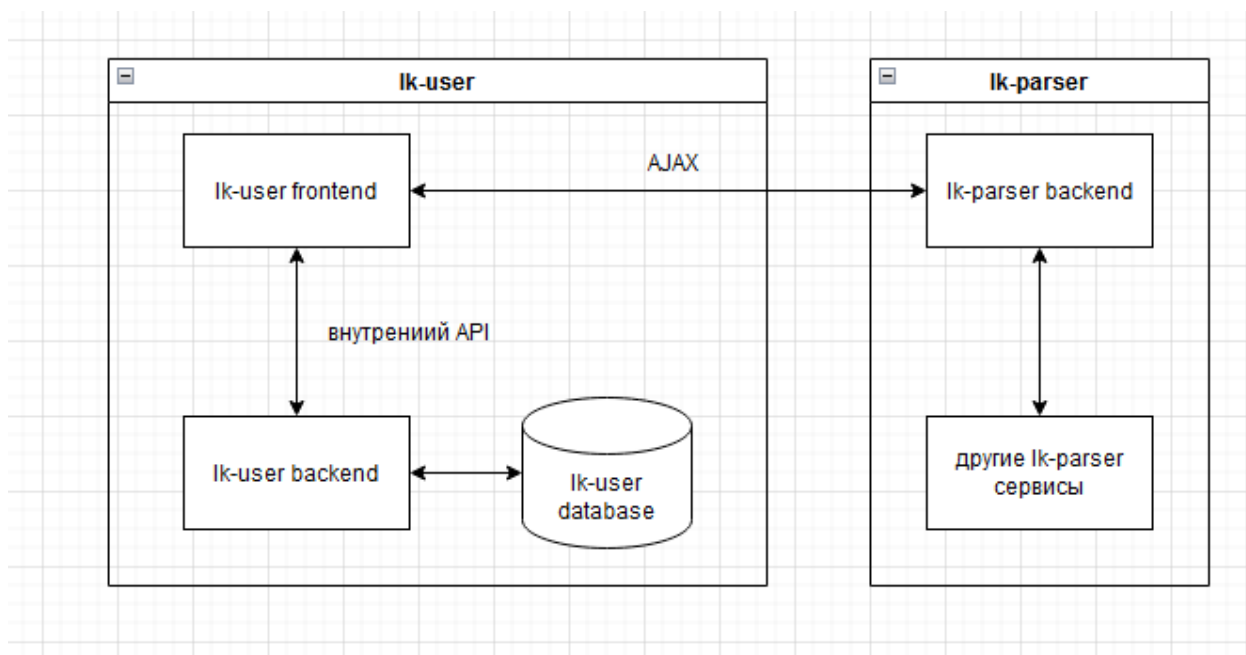 lk-user
lk-parser
lk-user frontend
AJAX
lk-parser backend
внутрениий API
lk-user backend
lk-user
database
другие lk-parser
сервисы